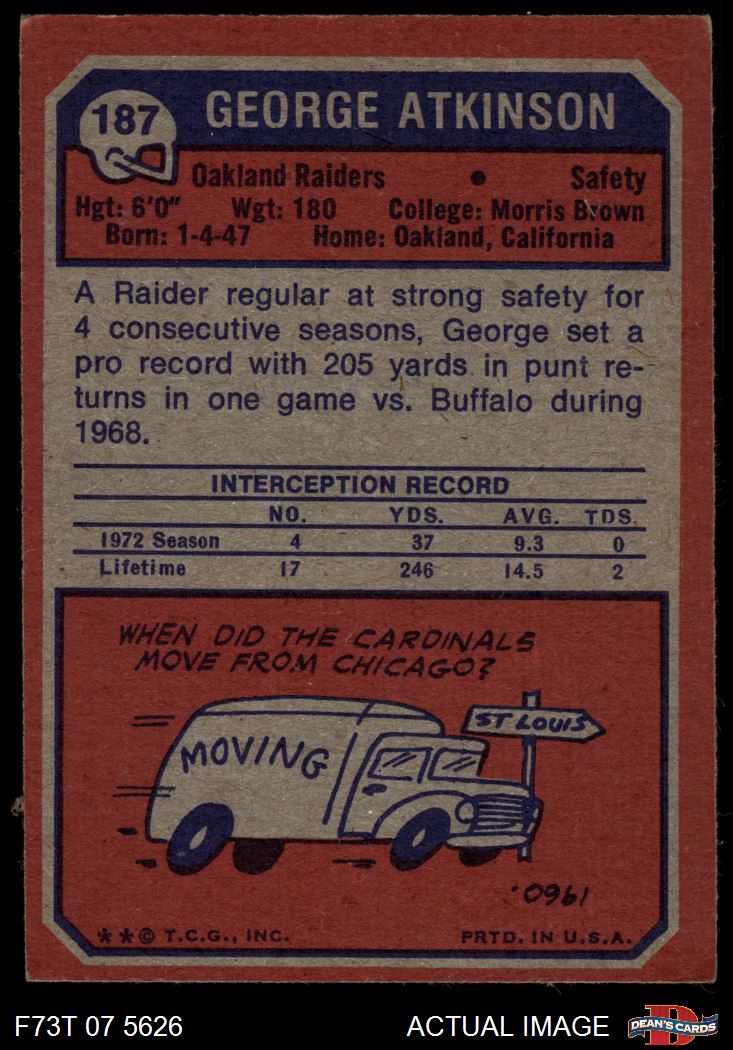 187
GEORGE ATKINSON
Oakland Raiders • Safety
Hgt: 6'0" Wgt: 180 College: Morris Brown
Born: 1-4-47 Home: Oakland, California
A Raider regular at strong safety for
4 consecutive seasons, George set a
pro record with 205 yards in punt re-
turns in one game vs. Buffalo during
1968.
INTERCEPTION RECORD
NO. YDS. AVG. TDS.
1972 Season 4 37 9.3 0
Lifetime 17 246 14.5 2
WHEN DID THE CARDINALS
MOVE FROM CHICAGO?
ST LOUIS
MOVING
1960.
**© T.C.G., INC. PRTD. IN U.S.A.
F73T 07 5626 ACTUAL IMAGE D DEAN'S CARDS